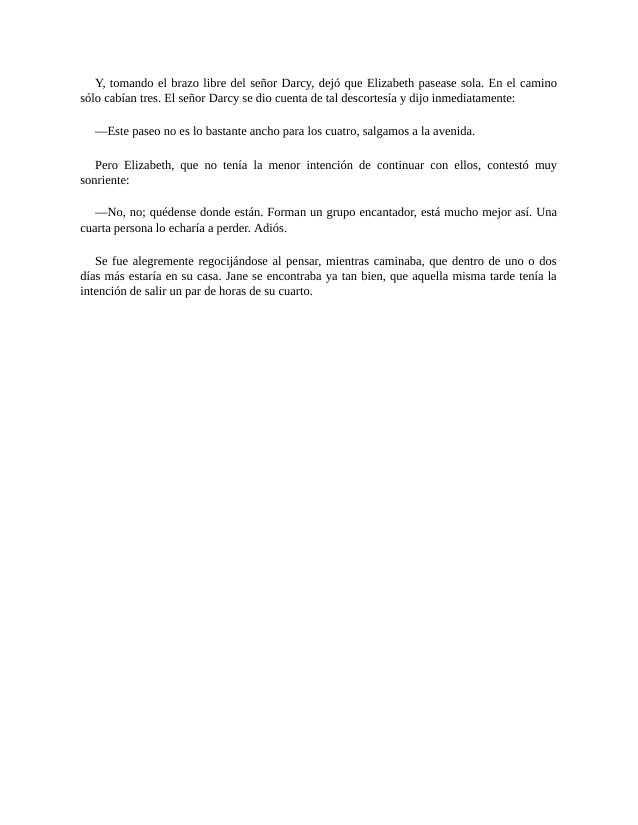 Y, tomando el brazo libre del señor Darcy, dejó que Elizabeth pasease sola. En el camino
sólo cabían tres. El señor Darcy se dio cuenta de tal descortesía y dijo inmediatamente:
—Este paseo no es lo bastante ancho para los cuatro, salgamos a la avenida.
Pero Elizabeth, que no tenía la menor intención de continuar con ellos, contestó muy
sonriente:
—No, no; quédense donde están. Forman un grupo encantador, está mucho mejor así. Una
cuarta persona lo echaría a perder. Adiós.
Se fue alegremente regocijándose al pensar, mientras caminaba, que dentro de uno o dos
días más estaría en su casa. Jane se encontraba ya tan bien, que aquella misma tarde tenía la
intención de salir un par de horas de su cuarto.